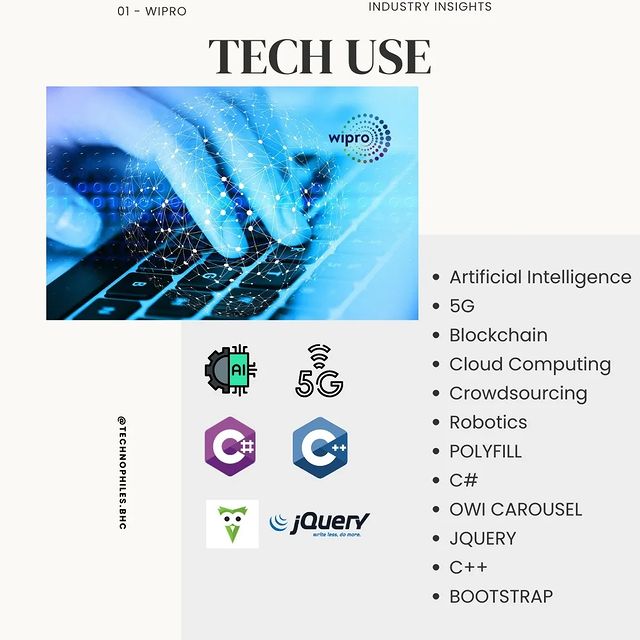 01 - WIPRO
INDUSTRY INSIGHTS
TECH USE
wipro
Artificial Intelligence
5G
Blockchain
Cloud Computing
Crowdsourcing
Robotics
POLYFILL
C#
OWI CAROUSEL
JQUERY
C++
BOOTSTRAP
AI
5G
C#
C++
jQuery
write less, do more.
@TECHNOPHILES.BHC